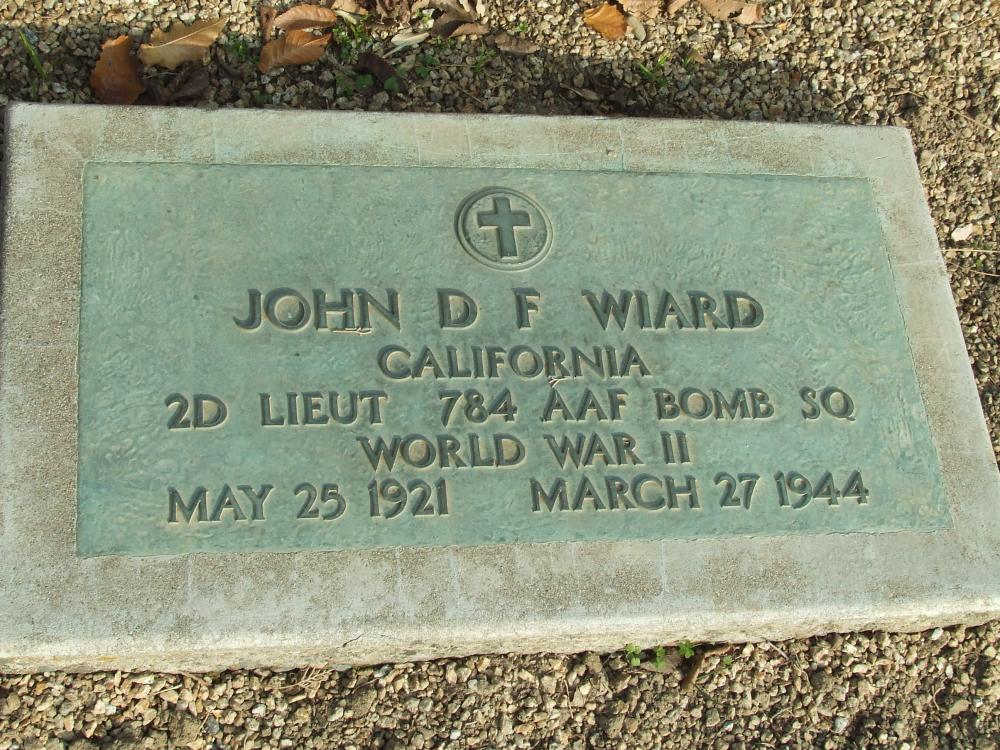 JOHN D F WIARD
CALIFORNIA
2D LIEUT 784 AAF BOMB SQ
WORLD WAR II
MAY 25 1921 MARCH 27 1944